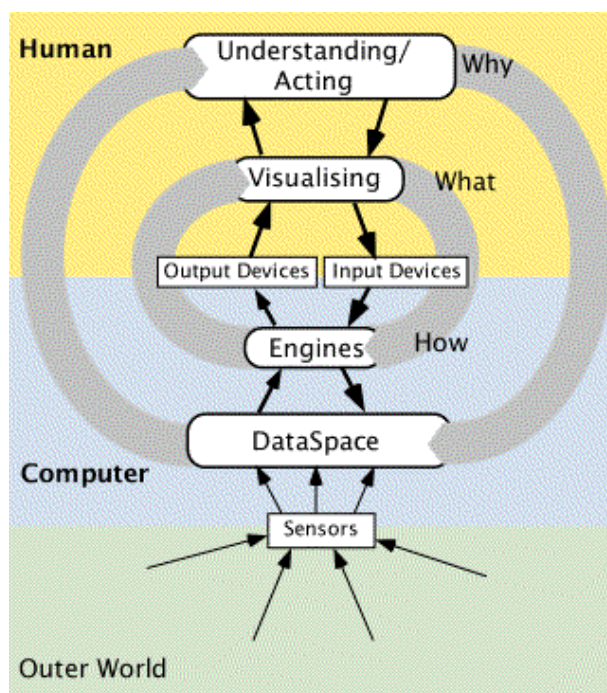 Human
Understanding/
Acting
Why
Visualising
What
Output Devices
Input Devices
Engines
How
DataSpace
Computer
Sensors
Outer World